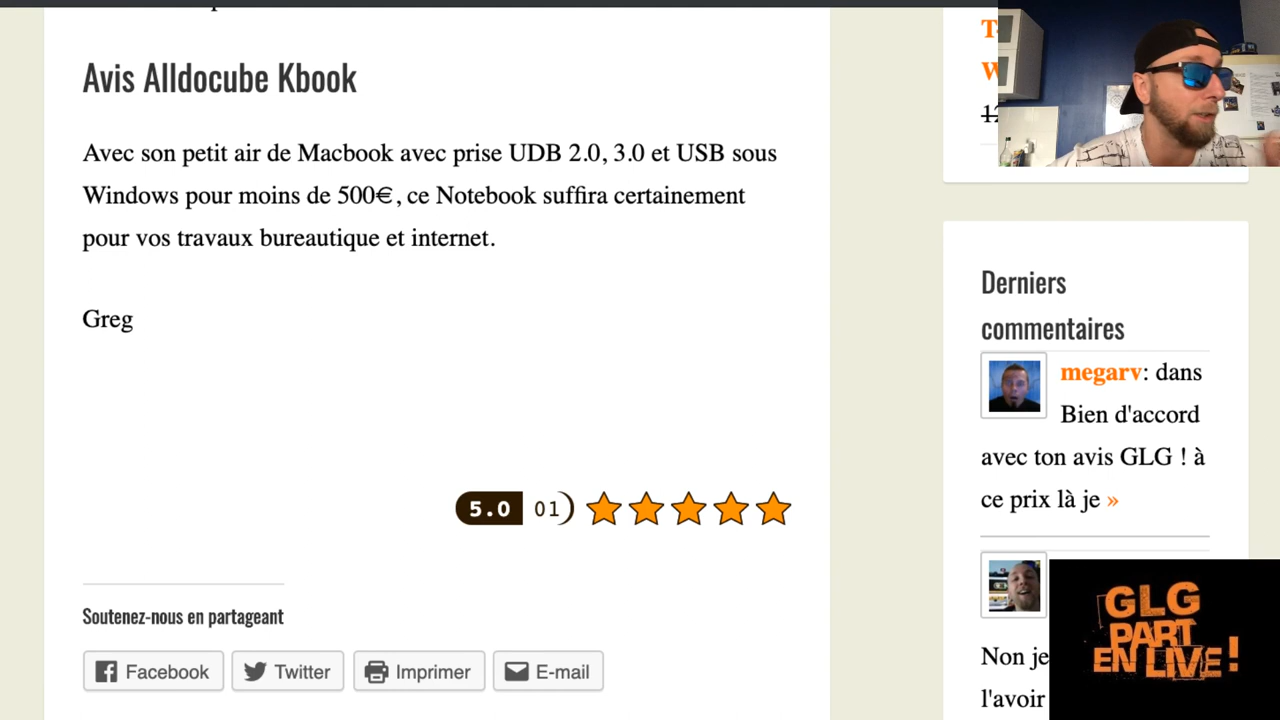 Avis Alldocube Kbook
Avec son petit air de Macbook avec prise UDB 2.0, 3.0 et USB sous
Windows pour moins de 500€, ce Notebook suffira certainement
pour vos travaux bureautique et internet.
Greg
5.0 01
Soutenez-nous en partageant
Facebook Twitter Imprimer E-mail
Derniers
commentaires
megarv: dans
Bien d'accord
avec ton avis GLG ! à
ce prix là je »
Non je
l'avoir
GLG
PART
EN LIVE !